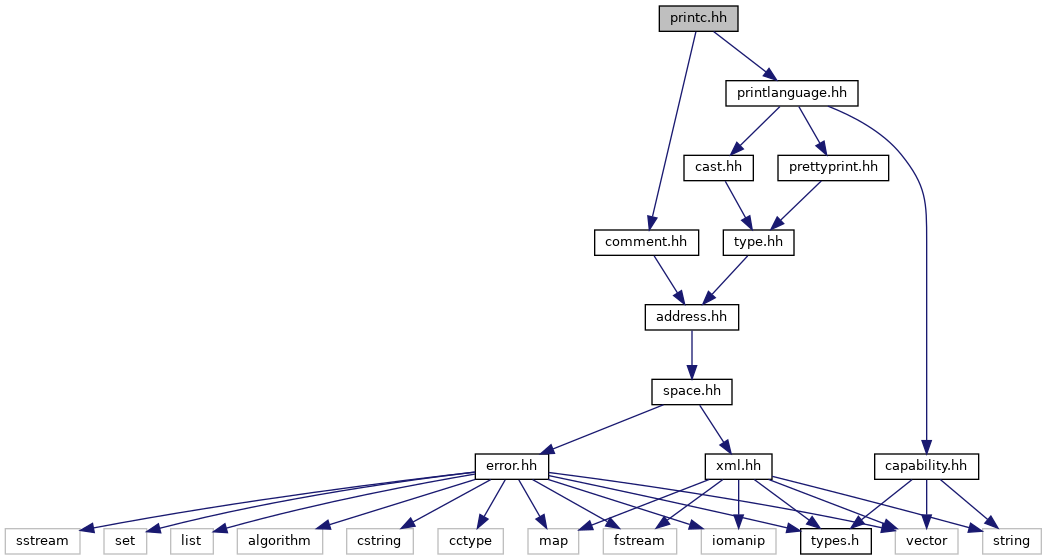 printc.hh
printlanguage.hh
cast.hh
prettyprint.hh
comment.hh
type.hh
address.hh
space.hh
error.hh
xml.hh
capability.hh
sstream
set
list
algorithm
cstring
cctype
map
fstream
iomanip
types.h
vector
string